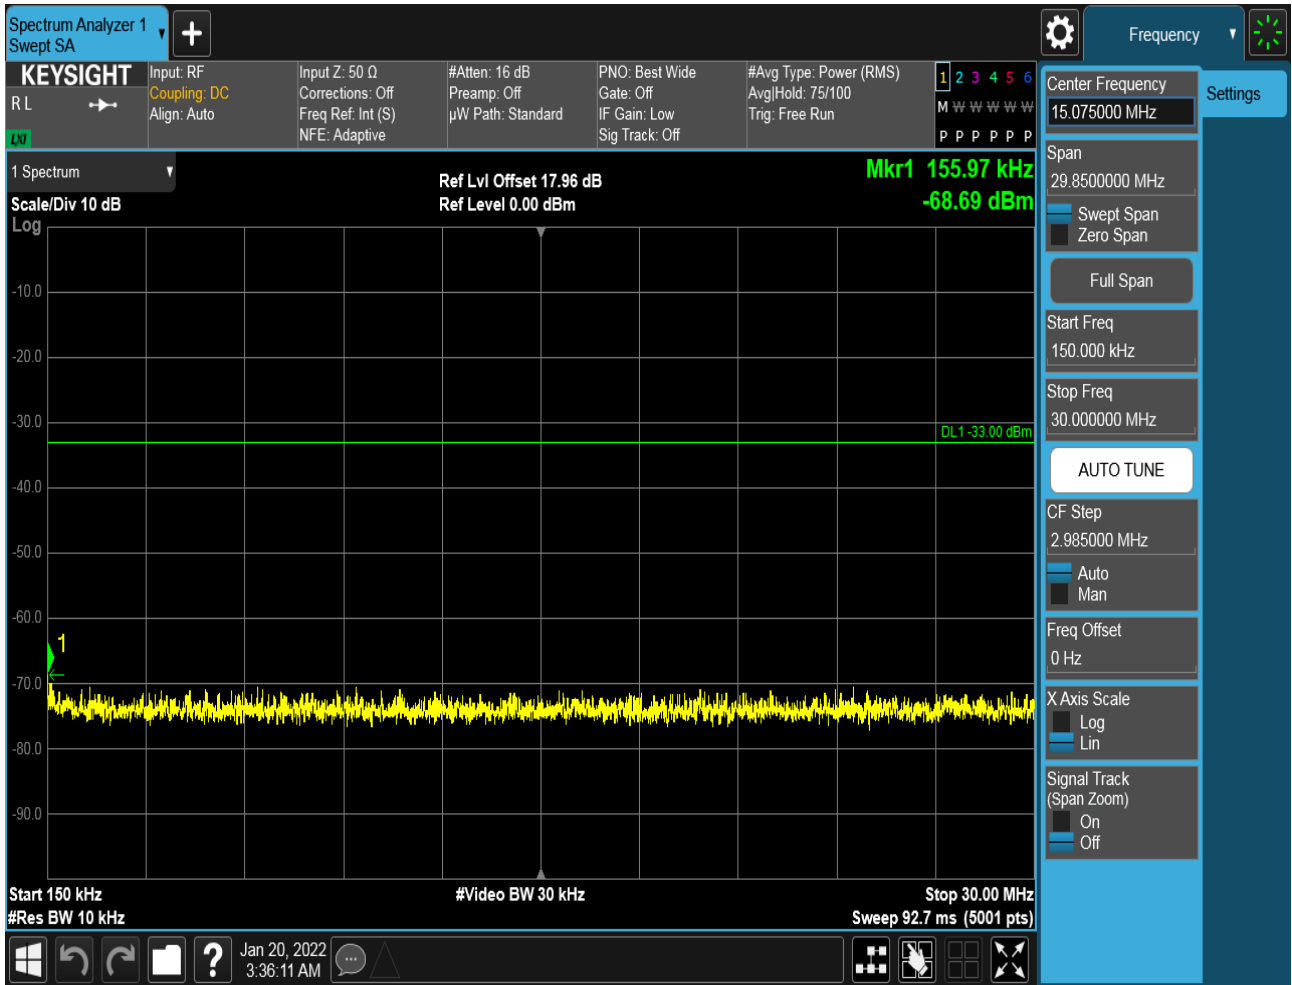 Spectrum Analyzer 1
Swept SA
Frequency
KEYSIGHT
R L
LXI
Input: RF
Coupling: DC
Align: Auto
Input Z: 50 Ω
Corrections: Off
Freq Ref: Int (S)
NFE: Adaptive
#Atten: 16 dB
Preamp: Off
µW Path: Standard
PNO: Best Wide
Gate: Off
IF Gain: Low
Sig Track: Off
#Avg Type: Power (RMS)
Avg|Hold: 75/100
Trig: Free Run
1 2 3 4 5 6
M W W W W W
P P P P P P
1 Spectrum
Scale/Div 10 dB
Log
Ref Lvl Offset 17.96 dB
Ref Level 0.00 dBm
Mkr1 155.97 kHz
-68.69 dBm
-10.0
-20.0
-30.0
DL1 -33.00 dBm
-40.0
-50.0
-60.0
1
-70.0
-80.0
-90.0
Start 150 kHz
#Video BW 30 kHz
Stop 30.00 MHz
#Res BW 10 kHz
Sweep 92.7 ms (5001 pts)
?
Jan 20, 2022
3:36:11 AM
Center Frequency
15.075000 MHz
Settings
Span
29.8500000 MHz
Swept Span
Zero Span
Full Span
Start Freq
150.000 kHz
Stop Freq
30.000000 MHz
AUTO TUNE
CF Step
2.985000 MHz
Auto
Man
Freq Offset
0 Hz
X Axis Scale
Log
Lin
Signal Track
(Span Zoom)
On
Off